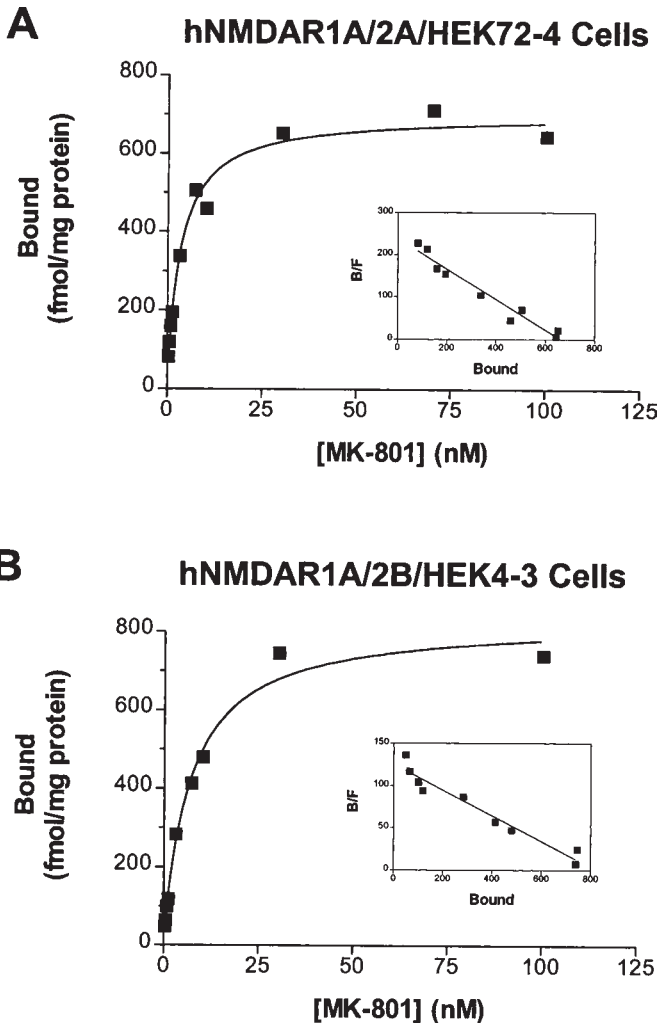 A
hNMDAR1A/2A/HEK72-4 Cells
Bound
(fmol/mg protein)
800
600
400
200
0
0 25 50 75 100 125
[MK-801] (nM)
B/F
300
200
100
0
0 200 400 600 800
Bound
B
hNMDAR1A/2B/HEK4-3 Cells
Bound
(fmol/mg protein)
800
600
400
200
0
0 25 50 75 100 125
[MK-801] (nM)
B/F
150
100
50
0
0 200 400 600 800
Bound